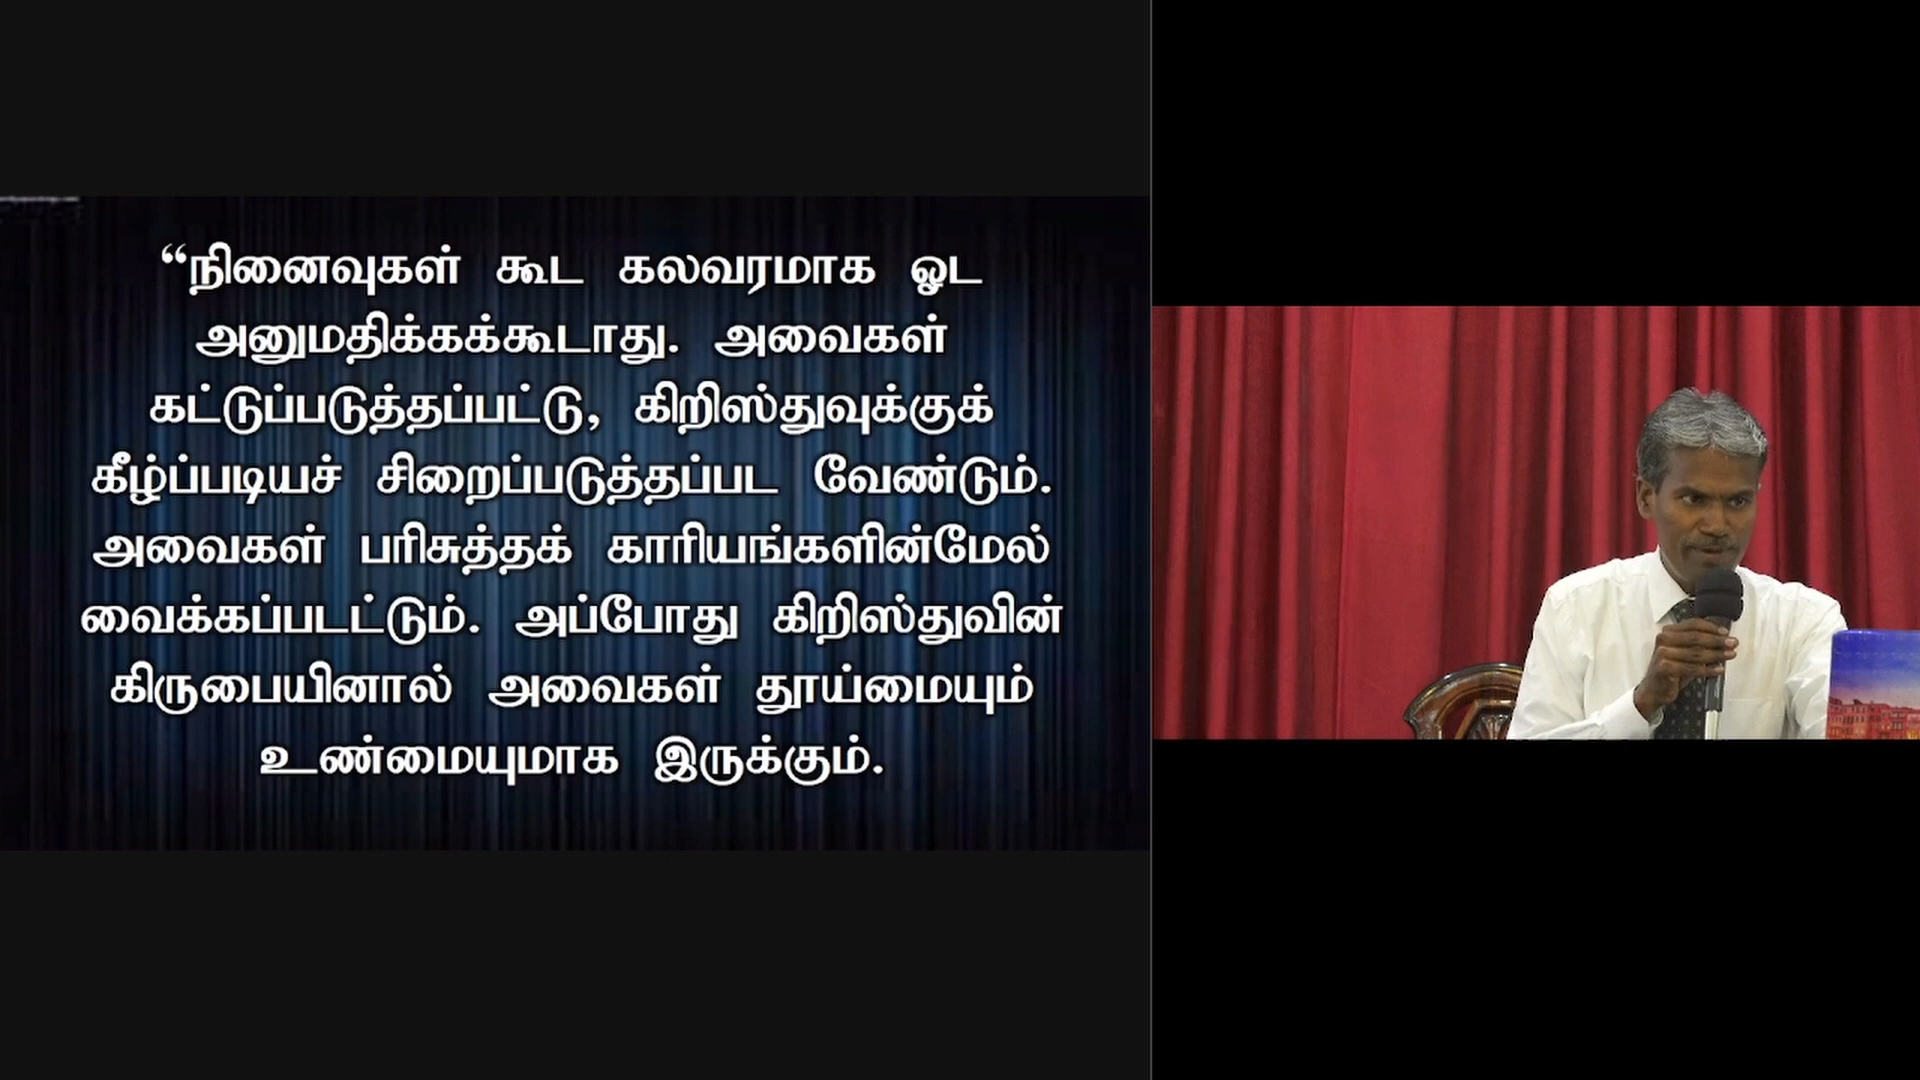 “நினைவுகள் கூட கலவரமாக ஓட
அனுமதிக்கக்கூடாது. அவைகள்
கட்டுப்படுத்தப்பட்டு, கிறிஸ்துவுக்குக்
கீழ்ப்படியச் சிறைப்படுத்தப்பட வேண்டும்.
அவைகள் பரிசுத்தக் காரியங்களின்மேல்
வைக்கப்படட்டும். அப்போது கிறிஸ்துவின்
கிருபையினால் அவைகள் தூய்மையும்
உண்மையுமாக இருக்கும்.